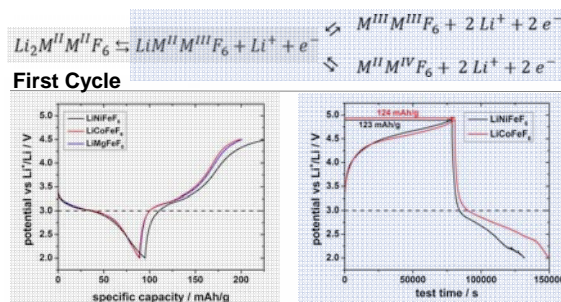 Li₂MᴵᴵMᴵᴵF₆ ⇆ LiMᴵᴵMᴵᴵᴵF₆ + Li⁺ + e⁻
⇆ MᴵᴵᴵMᴵᴵᴵF₆ + 2 Li⁺ + 2 e⁻
⇆ MᴵᴵMᴵⱽF₆ + 2 Li⁺ + 2 e⁻
First Cycle
potential vs Li⁺/Li / V
5.0
4.5
4.0
3.5
3.0
2.5
2.0
LiNiFeF₆
LiCoFeF₆
LiMgFeF₆
0 50 100 150 200
specific capacity / mAh/g
potential vs Li⁺/Li / V
5.0
4.5
4.0
3.5
3.0
2.5
2.0
124 mAh/g
123 mAh/g
LiNiFeF₆
LiCoFeF₆
0 50000 100000 150000
test time / s